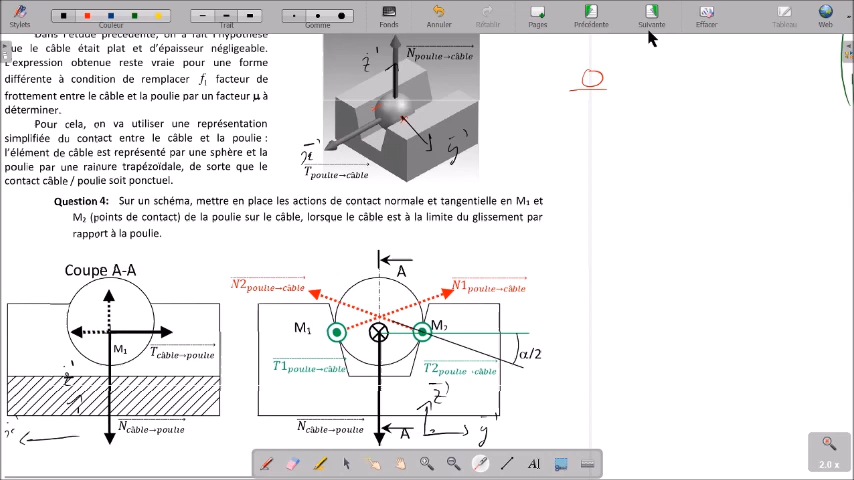 Stylets
Couleur
Trait
Gomme
Fonds
Annuler
Rétablir
Pages
Précédente
Suivante
Effacer
Tableau
Web
Dans l'étude précédente, on a fait l'hypothèse
que le câble était plat et d'épaisseur négligeable.
L'expression obtenue reste vraie pour une forme
différente à condition de remplacer f₁ facteur de
frottement entre le câble et la poulie par un facteur μ à
déterminer.
Pour cela, on va utiliser une représentation
simplifiée du contact entre le câble et la poulie :
l'élément de câble est représenté par une sphère et la
poulie par une rainure trapézoïdale, de sorte que le
contact câble / poulie soit ponctuel.
N poulie→câble
z
x
y
T poulie→câble
O
Question 4: Sur un schéma, mettre en place les actions de contact normale et tangentielle en M₁ et
M₂ (points de contact) de la poulie sur le câble, lorsque le câble est à la limite du glissement par
rapport à la poulie.
Coupe A-A
M₁
T câble→poulie
z
N câble→poulie
x
A
N2 poulie→câble
N1 poulie→câble
M₁
M₂
α/2
T1 poulie→câble
T2 poulie→câble
z
N câble→poulie
A
y
AI
2.0 x